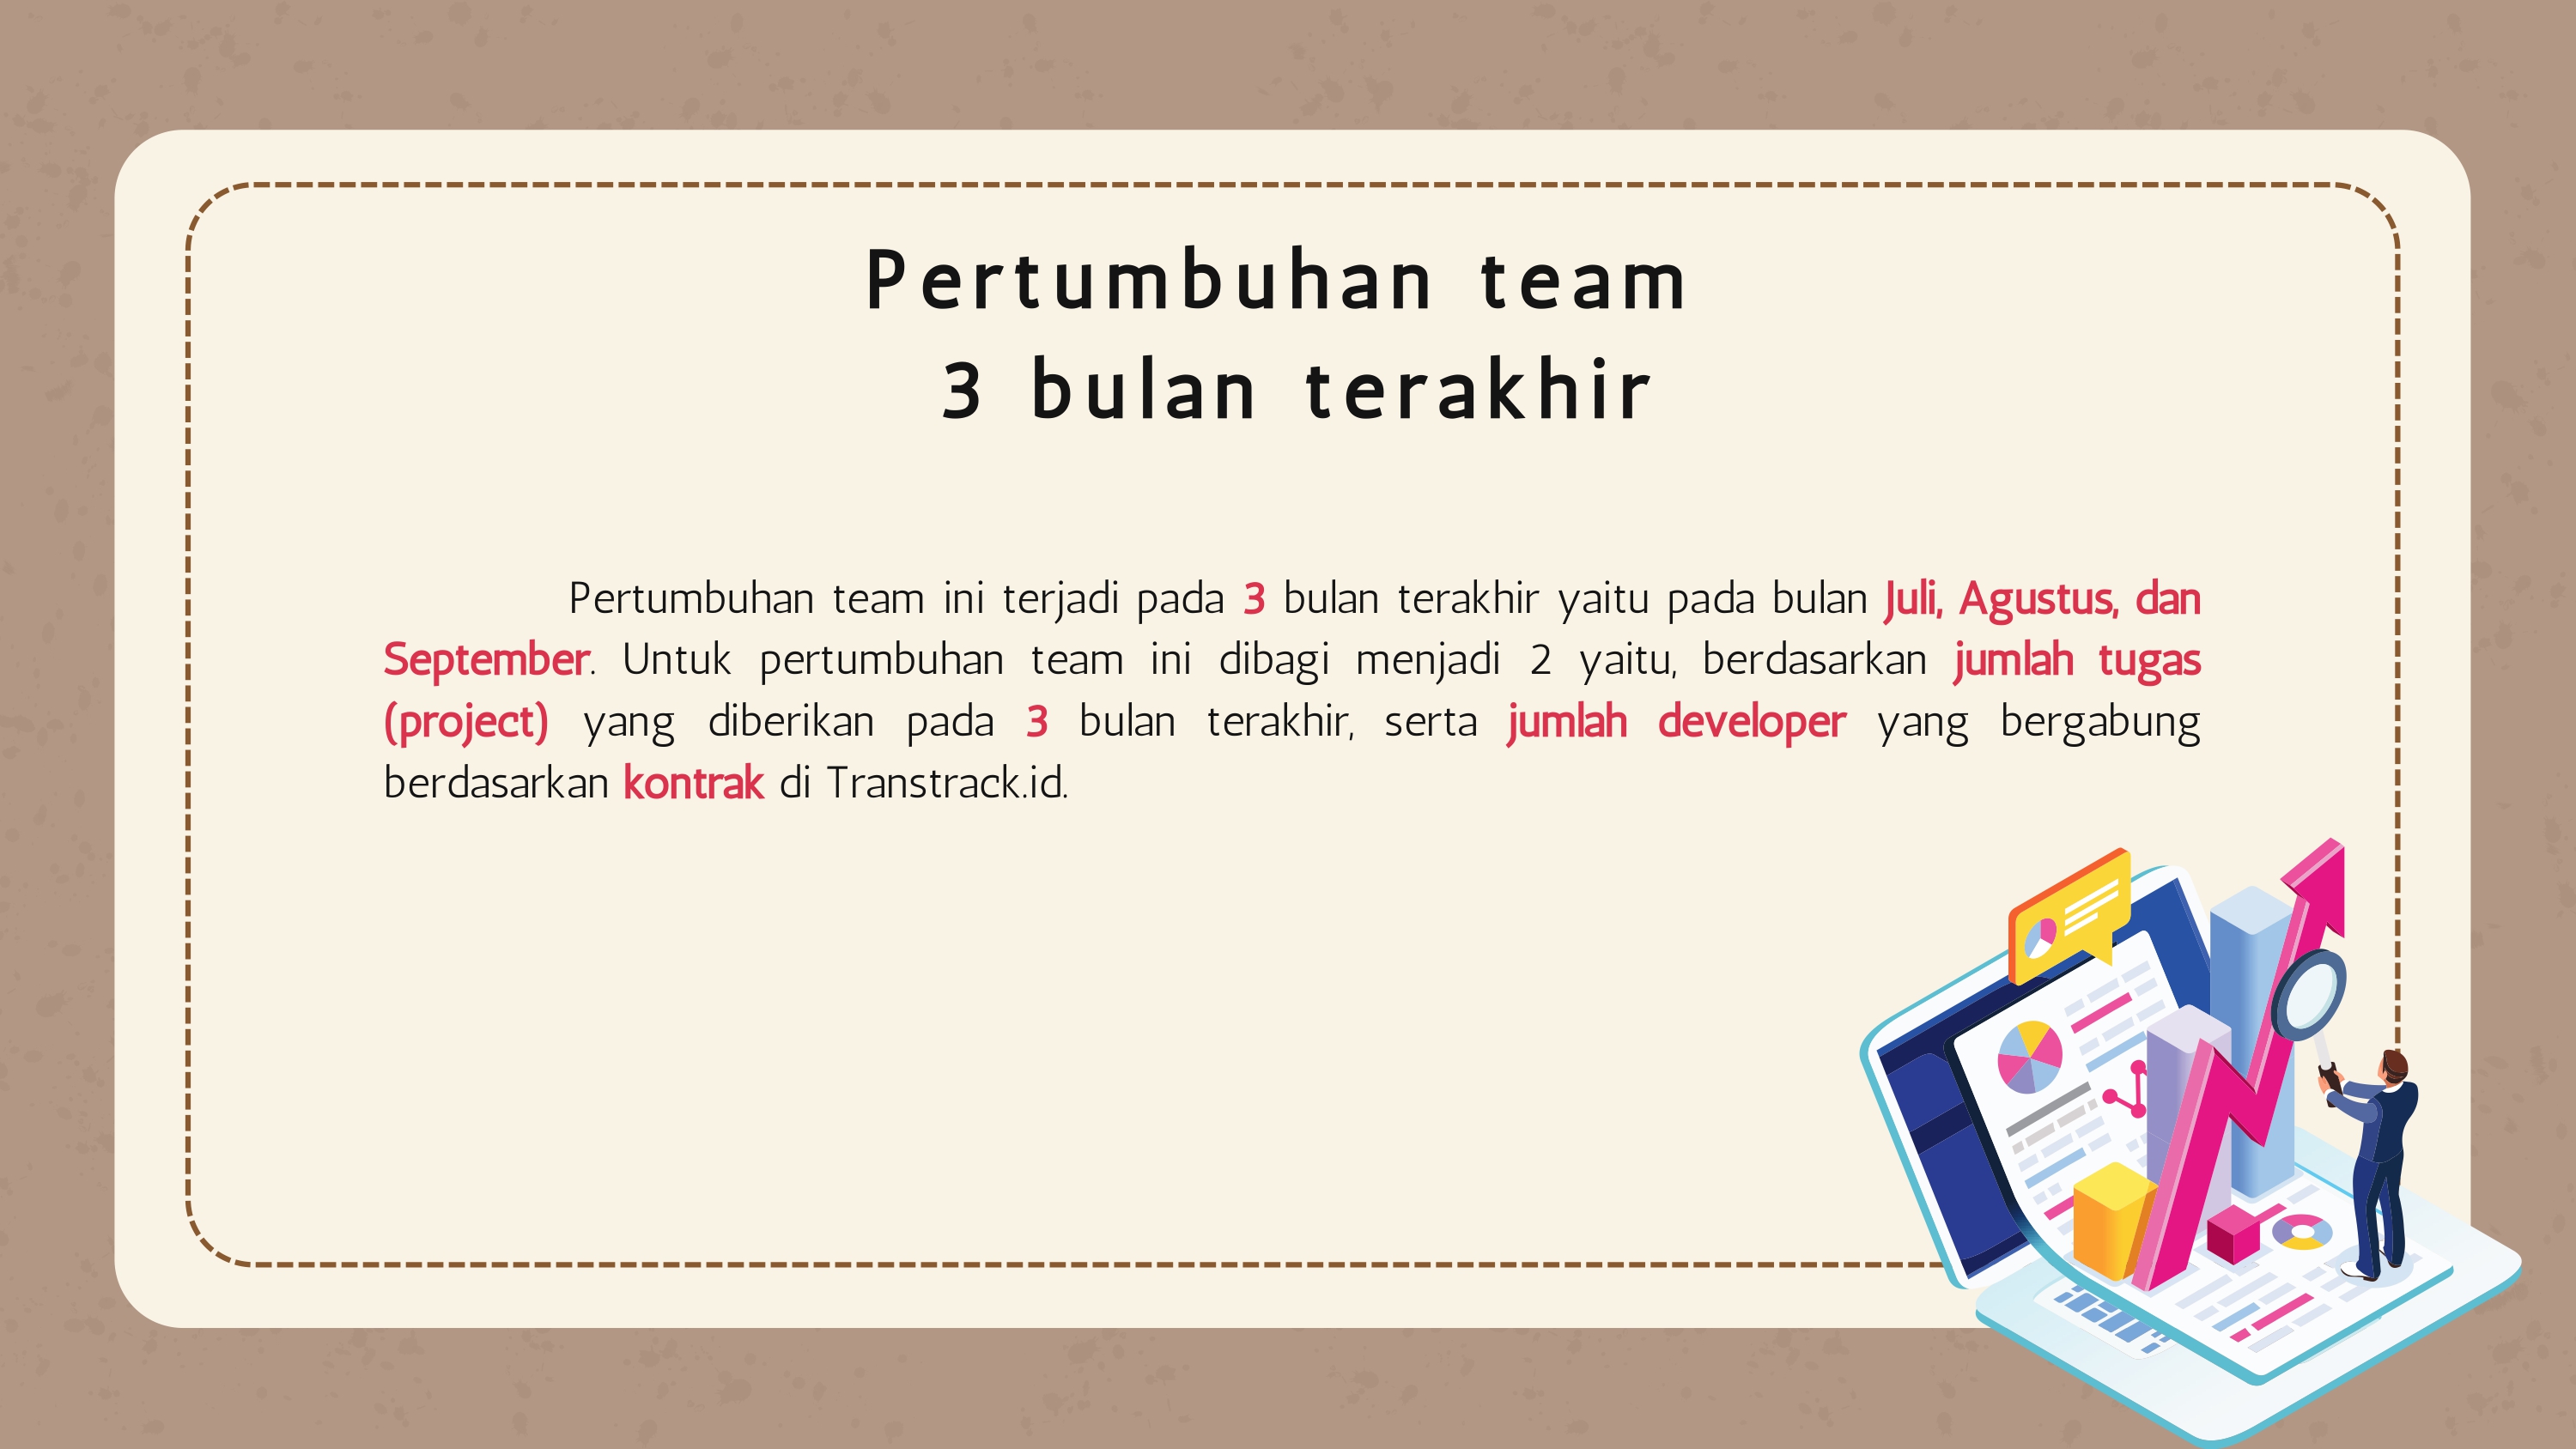 Pertumbuhan team
3 bulan terakhir
Pertumbuhan team ini terjadi pada 3 bulan terakhir yaitu pada bulan Juli, Agustus, dan
September. Untuk pertumbuhan team ini dibagi menjadi 2 yaitu, berdasarkan jumlah tugas
(project) yang diberikan pada 3 bulan terakhir, serta jumlah developer yang bergabung
berdasarkan kontrak di Transtrack.id.